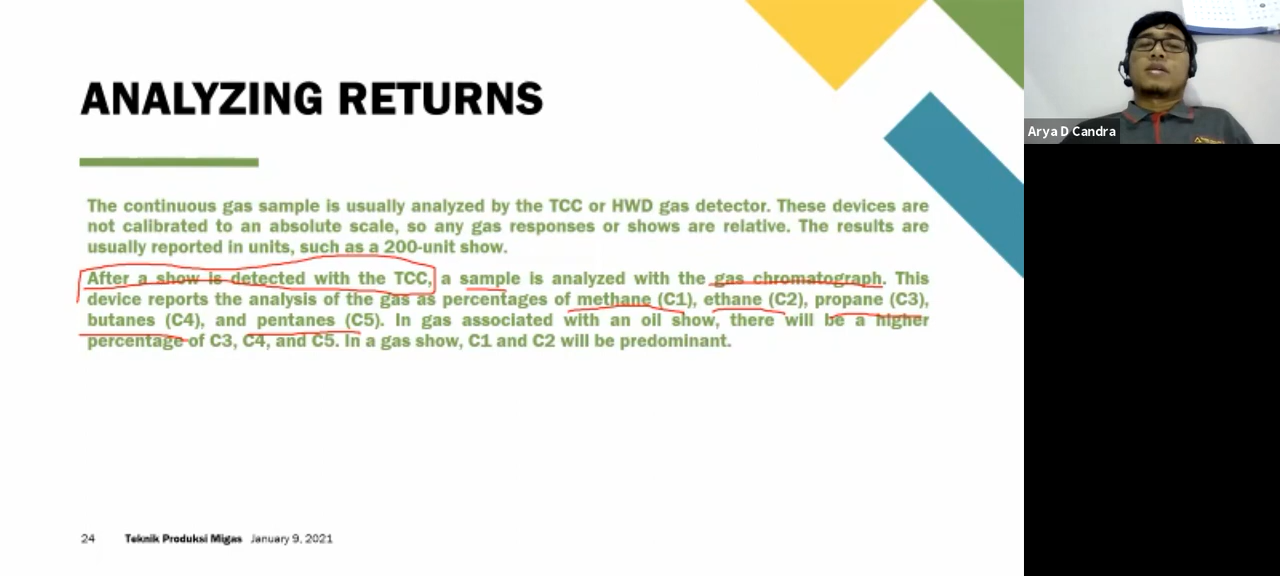 ANALYZING RETURNS
The continuous gas sample is usually analyzed by the TCC or HWD gas detector. These devices are
not calibrated to an absolute scale, so any gas responses or shows are relative. The results are
usually reported in units, such as a 200-unit show.
After a show is detected with the TCC, a sample is analyzed with the gas chromatograph. This
device reports the analysis of the gas as percentages of methane (C1), ethane (C2), propane (C3),
butanes (C4), and pentanes (C5). In gas associated with an oil show, there will be a higher
percentage of C3, C4, and C5. In a gas show, C1 and C2 will be predominant.
24 Teknik Produksi Migas January 9, 2021
Arya D Candra